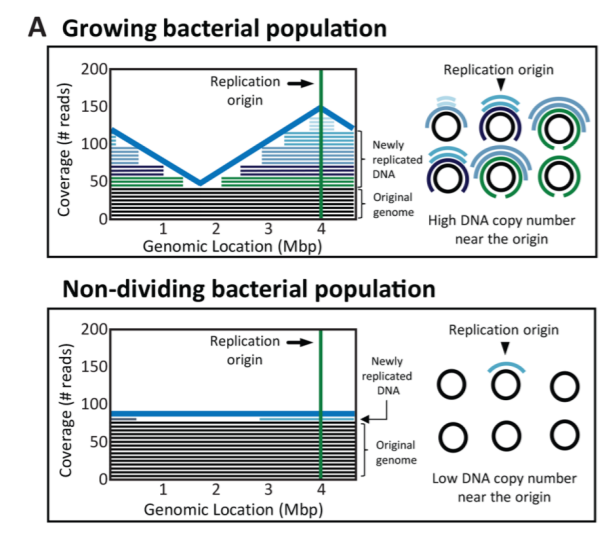 A Growing bacterial population
Coverage (# reads)
200
150
100
50
0
Replication
origin
Newly
replicated
DNA
Original
genome
1 2 3 4
Genomic Location (Mbp)
Replication origin
High DNA copy number
near the origin
Non-dividing bacterial population
Coverage (# reads)
200
150
100
50
0
Replication
origin
Newly
replicated
DNA
Original
genome
1 2 3 4
Genomic Location (Mbp)
Replication origin
Low DNA copy number
near the origin